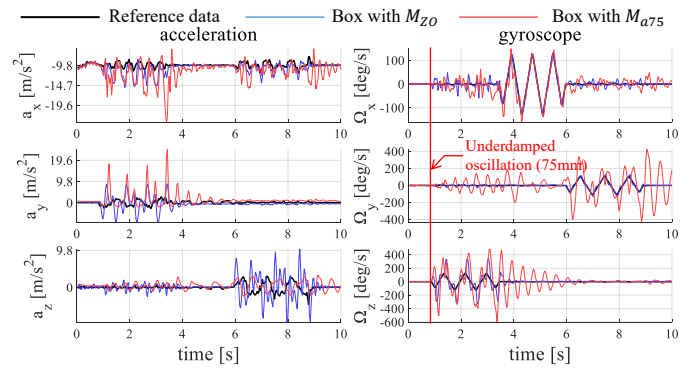 Reference data
Box with M_ZO
Box with M_a75
acceleration
gyroscope
a_x [m/s²]
-9.8
-14.7
-19.6
0 2 4 6 8 10
Ω_x [deg/s]
100
0
-100
0 2 4 6 8 10
a_y [m/s²]
19.6
9.8
0
0 2 4 6 8 10
Ω_y [deg/s]
400
200
0
-200
-400
0 2 4 6 8 10
Underdamped
oscillation (75mm)
a_z [m/s²]
9.8
0
0 2 4 6 8 10
time [s]
Ω_z [deg/s]
400
200
0
-200
-400
-600
0 2 4 6 8 10
time [s]